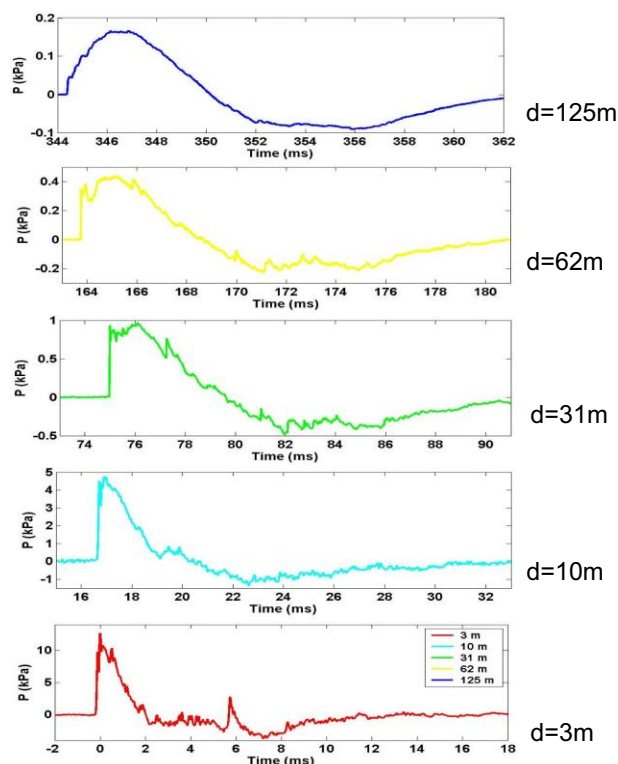 0.2
0.1
0
-0.1
P (kPa)
344 346 348 350 352 354 356 358 360 362
Time (ms)
d=125m
0.4
0.2
0
-0.2
P (kPa)
164 166 168 170 172 174 176 178 180
Time (ms)
d=62m
1
0.5
0
-0.5
P (kPa)
74 76 78 80 82 84 86 88 90
Time (ms)
d=31m
5
4
3
2
1
0
-1
P (kPa)
16 18 20 22 24 26 28 30 32
Time (ms)
d=10m
10
5
0
P (kPa)
3 m
10 m
31 m
62 m
125 m
-2 0 2 4 6 8 10 12 14 16 18
Time (ms)
d=3m